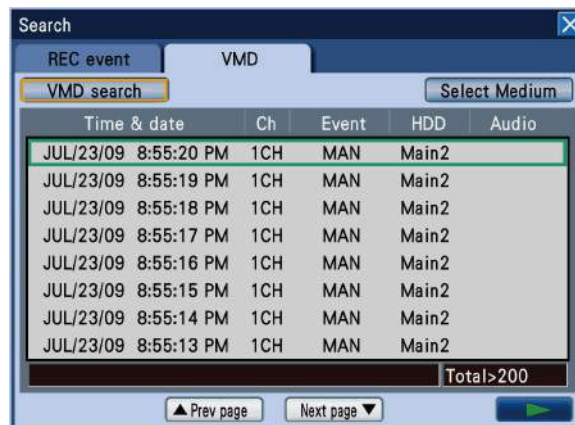 Search
REC event VMD
VMD search Select Medium
Time & date Ch Event HDD Audio
JUL/23/09 8:55:20 PM 1CH MAN Main2
JUL/23/09 8:55:19 PM 1CH MAN Main2
JUL/23/09 8:55:18 PM 1CH MAN Main2
JUL/23/09 8:55:17 PM 1CH MAN Main2
JUL/23/09 8:55:16 PM 1CH MAN Main2
JUL/23/09 8:55:15 PM 1CH MAN Main2
JUL/23/09 8:55:14 PM 1CH MAN Main2
JUL/23/09 8:55:13 PM 1CH MAN Main2
Total>200
▲ Prev page Next page ▼